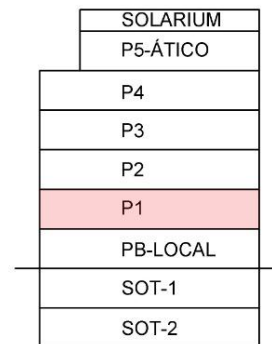 SOLARIUM
P5-ÁTICO
P4
P3
P2
P1
PB-LOCAL
SOT-1
SOT-2